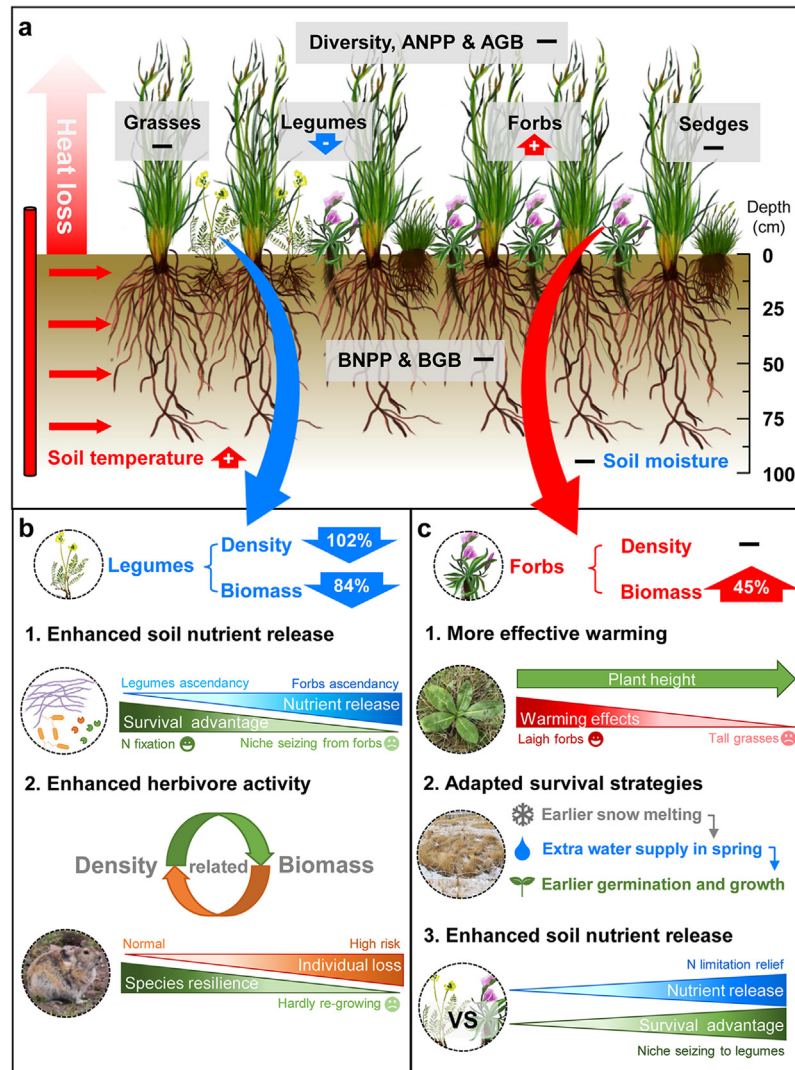 a
Diversity, ANPP & AGB —
Heat loss
Grasses
—
Legumes
-
Forbs
+
Sedges
—
Depth
(cm)
0
25
50
75
100
BNPP & BGB —
Soil temperature +
— Soil moisture
b
Legumes
Density 102%
Biomass 84%
1. Enhanced soil nutrient release
Legumes ascendancy Forbs ascendancy
Nutrient release
Survival advantage
N fixation Niche seizing from forbs
2. Enhanced herbivore activity
Density related Biomass
Normal High risk
Individual loss
Species resilience
Hardly re-growing
c
Forbs
Density —
Biomass 45%
1. More effective warming
Plant height
Warming effects
Laigh forbs Tall grasses
2. Adapted survival strategies
Earlier snow melting
Extra water supply in spring
Earlier germination and growth
3. Enhanced soil nutrient release
N limitation relief
Nutrient release
VS
Survival advantage
Niche seizing to legumes